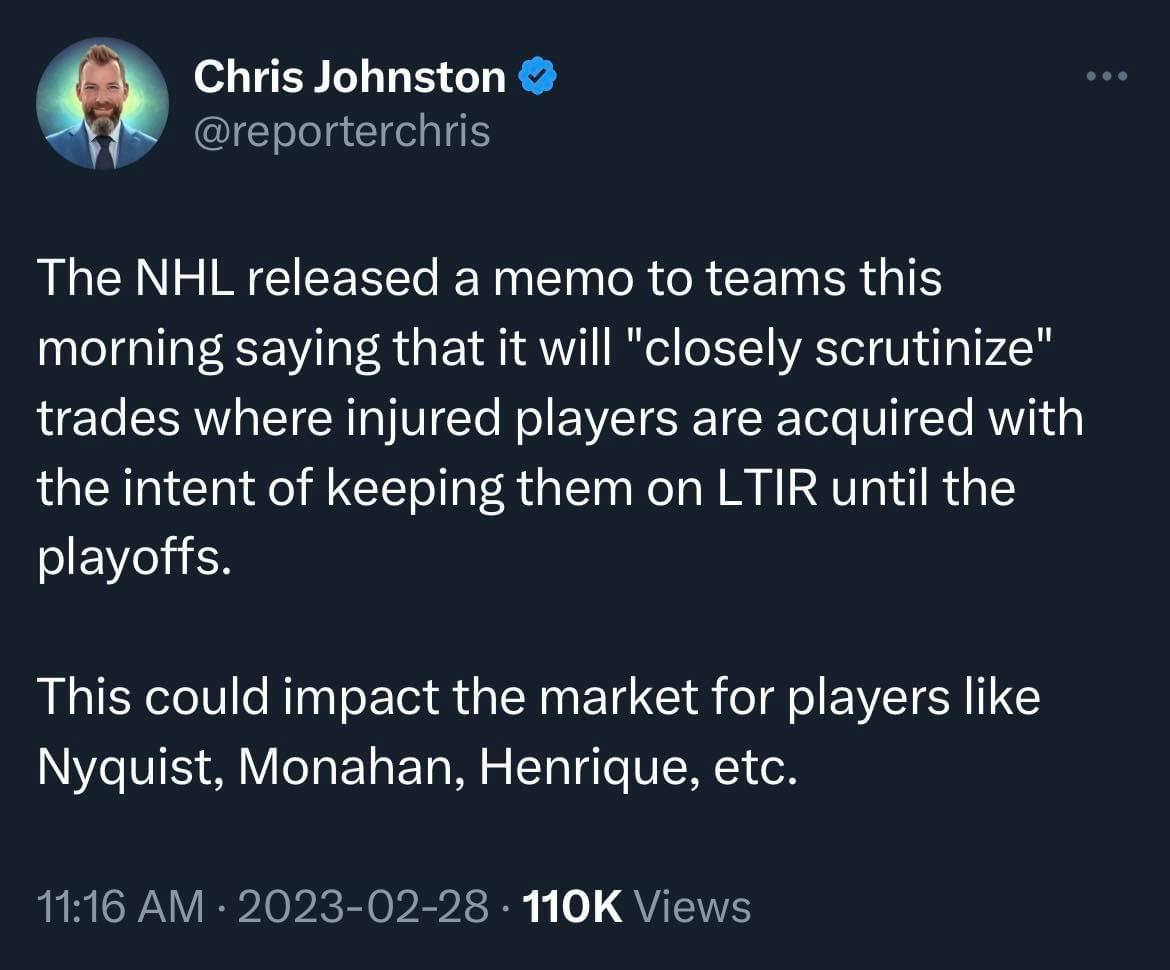 Chris Johnston
@reporterchris
The NHL released a memo to teams this
morning saying that it will "closely scrutinize"
trades where injured players are acquired with
the intent of keeping them on LTIR until the
playoffs.
This could impact the market for players like
Nyquist, Monahan, Henrique, etc.
11:16 AM · 2023-02-28 · 110K Views